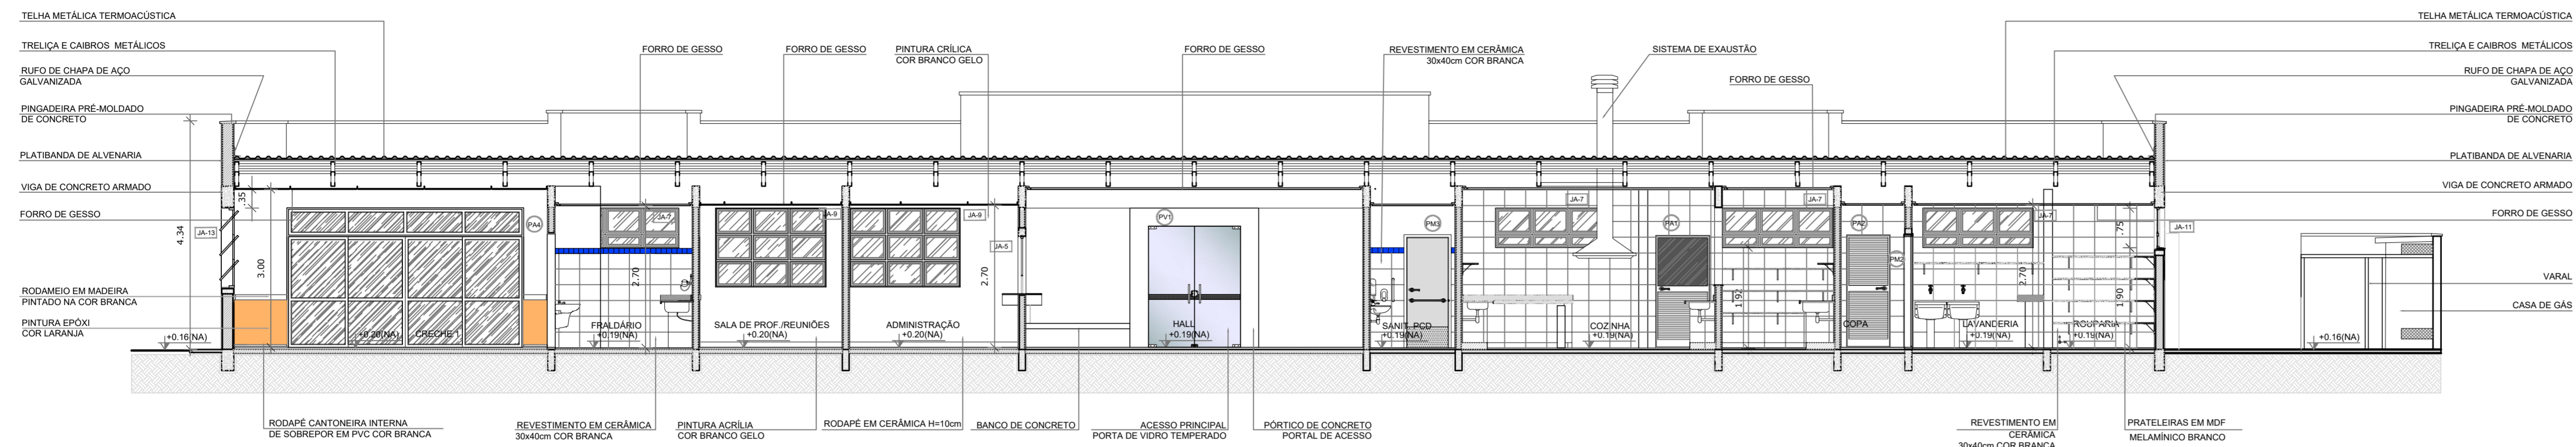 TELHA METÁLICA TERMOACÚSTICA
TELHA METÁLICA TERMOACÚSTICA
TRELIÇA E CAIBROS METÁLICOS
FORRO DE GESSO
FORRO DE GESSO
PINTURA CRÍLICA
COR BRANCO GELO
FORRO DE GESSO
REVESTIMENTO EM CERÂMICA
30x40cm COR BRANCA
SISTEMA DE EXAUSTÃO
TRELIÇA E CAIBROS METÁLICOS
RUFO DE CHAPA DE AÇO
GALVANIZADA
FORRO DE GESSO
RUFO DE CHAPA DE AÇO
GALVANIZADA
PINGADEIRA PRÉ-MOLDADO
DE CONCRETO
PINGADEIRA PRÉ-MOLDADO
DE CONCRETO
PLATIBANDA DE ALVENARIA
PLATIBANDA DE ALVENARIA
VIGA DE CONCRETO ARMADO
VIGA DE CONCRETO ARMADO
FORRO DE GESSO
FORRO DE GESSO
.35
4.34
3.00
JA-13
PA4
JA-7
2.70
JA-9
JA-9
JA-5
2.70
PV1
PM3
JA-7
PA1
JA-7
1.92
PA2
PM2
JA-7
2.70
.75
1.90
JA-11
VARAL
CASA DE GÁS
RODAMEIO EM MADEIRA
PINTADO NA COR BRANCA
PINTURA EPÓXI
COR LARANJA
+0.16(NA)
+0.20(NA)
CRECHE 1
FRALDÁRIO
+0.19(NA)
SALA DE PROF./REUNIÕES
+0.20(NA)
ADMINISTRAÇÃO
+0.20(NA)
HALL
+0.19(NA)
SANIT. PCD
+0.19(NA)
COZINHA
+0.19(NA)
COPA
LAVANDERIA
+0.19(NA)
ROUPARIA
+0.19(NA)
+0.16(NA)
RODAPÉ CANTONEIRA INTERNA
DE SOBREPOR EM PVC COR BRANCA
REVESTIMENTO EM CERÂMICA
30x40cm COR BRANCA
PINTURA ACRÍLIA
COR BRANCO GELO
RODAPÉ EM CERÂMICA H=10cm
BANCO DE CONCRETO
ACESSO PRINCIPAL
PORTA DE VIDRO TEMPERADO
PÓRTICO DE CONCRETO
PORTAL DE ACESSO
REVESTIMENTO EM
CERÂMICA
30x40cm COR BRANCA
PRATELEIRAS EM MDF
MELAMÍNICO BRANCO